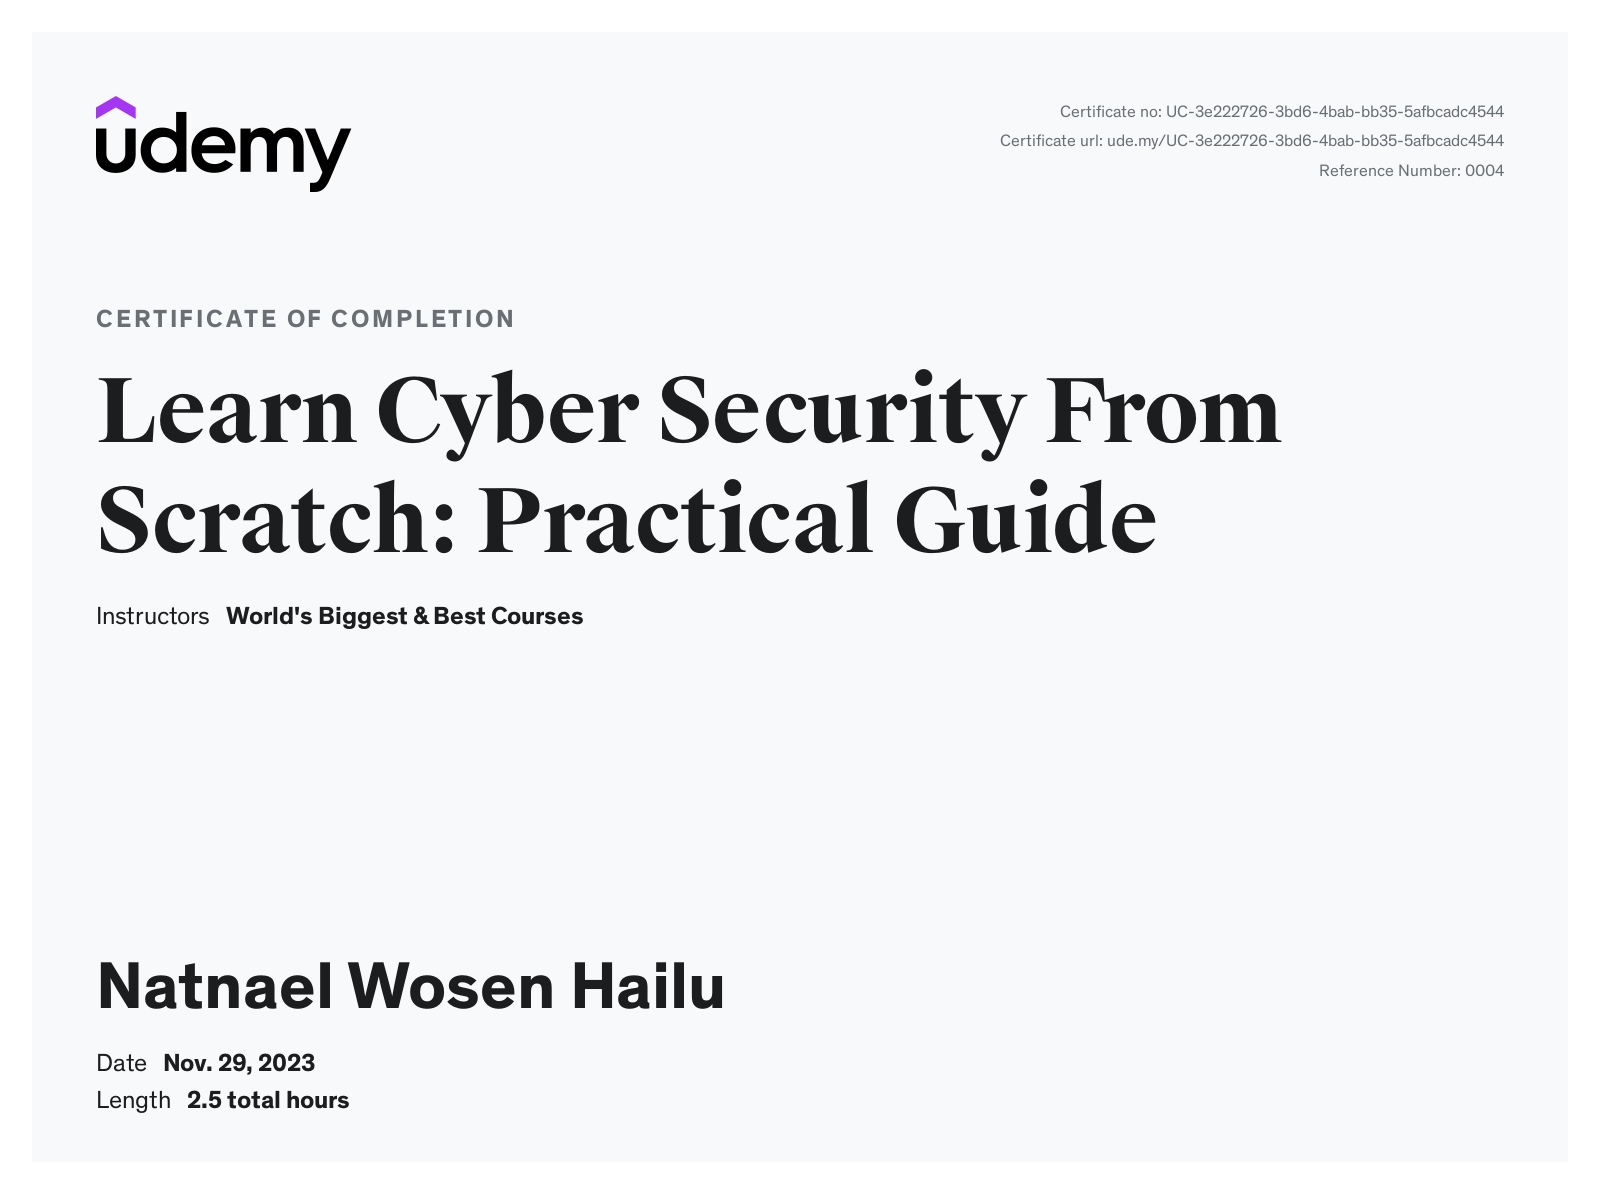 udemy
Certificate no: UC-3e222726-3bd6-4bab-bb35-5afbcadc4544
Certificate url: ude.my/UC-3e222726-3bd6-4bab-bb35-5afbcadc4544
Reference Number: 0004
CERTIFICATE OF COMPLETION
Learn Cyber Security From
Scratch: Practical Guide
Instructors World's Biggest & Best Courses
Natnael Wosen Hailu
Date Nov. 29, 2023
Length 2.5 total hours